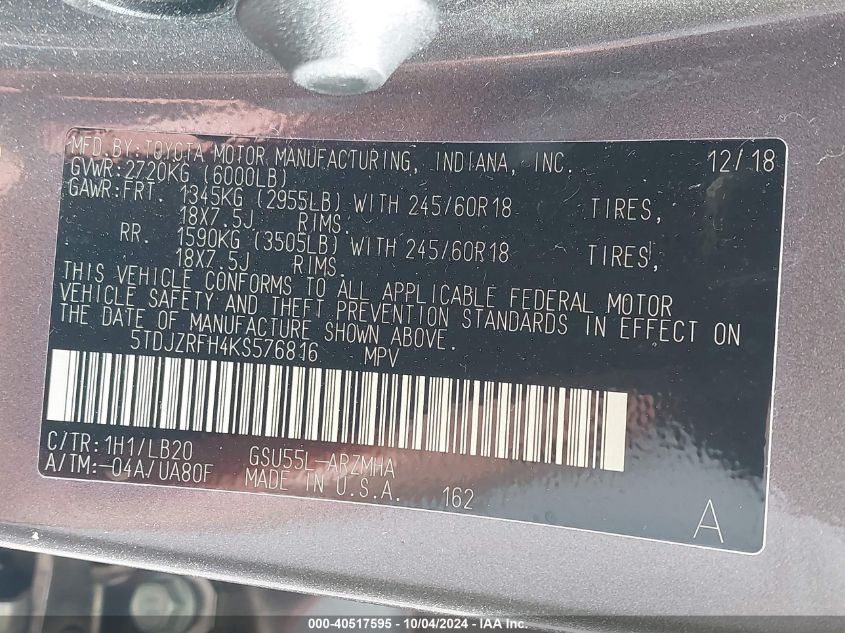 MFD. BY: TOYOTA MOTOR MANUFACTURING, INDIANA, INC. 12/18
GVWR: 2720KG (6000LB)
GAWR: FRT. 1345KG (2955LB) WITH 245/60R18 TIRES,
18X7.5J RIMS.
RR. 1590KG (3505LB) WITH 245/60R18 TIRES,
18X7.5J RIMS.
THIS VEHICLE CONFORMS TO ALL APPLICABLE FEDERAL MOTOR
VEHICLE SAFETY AND THEFT PREVENTION STANDARDS IN EFFECT ON
THE DATE OF MANUFACTURE SHOWN ABOVE.
5TDJZRFH4KS576816 MPV
C/TR: 1H1/LB20 GSU55L-ARZMHA
A/TM: -04A/UA80F MADE IN U.S.A. 162
A
000-40517595 - 10/04/2024 - IAA Inc.